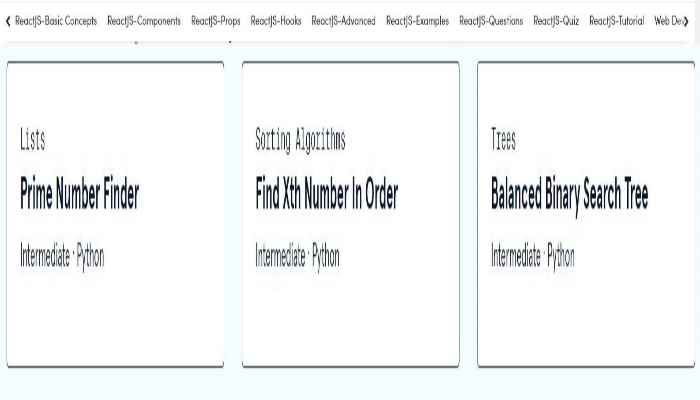 ReactJS-Basic Concepts ReactJS-Components ReactJS-Props ReactJS-Hooks ReactJS-Advanced ReactJS-Examples ReactJS-Questions ReactJS-Quiz ReactJS-Tutorial Web Dev
Lists
Prime Number Finder
Intermediate · Python
Sorting Algorithms
Find Xth Number In Order
Intermediate · Python
Trees
Balanced Binary Search Tree
Intermediate · Python